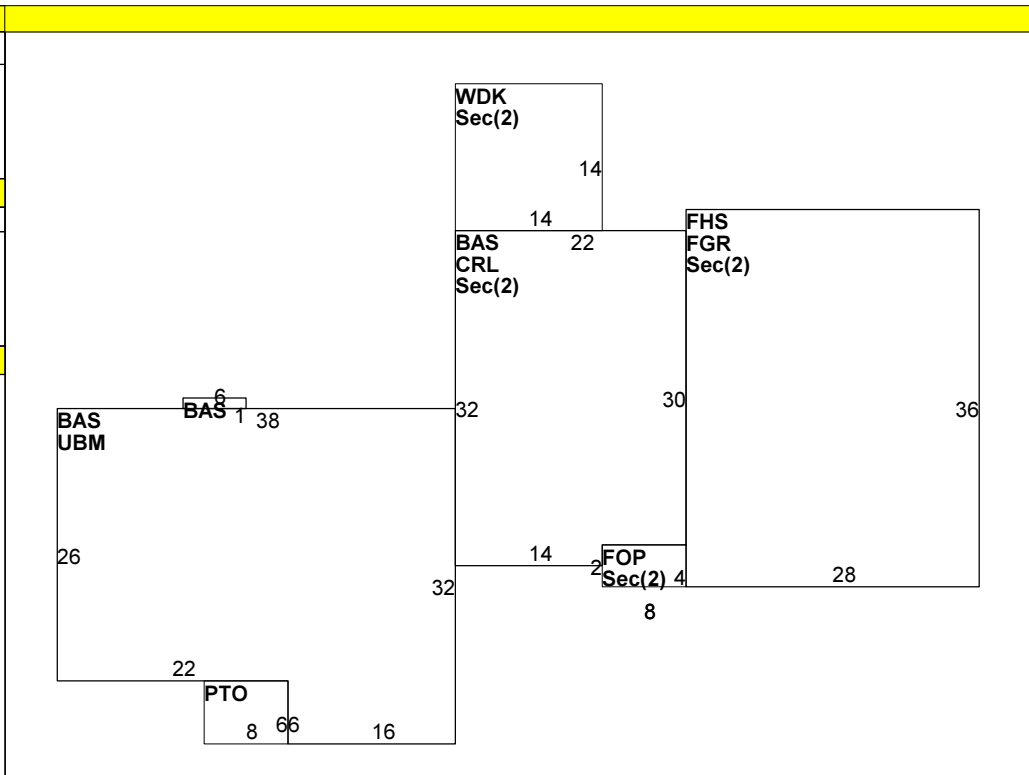 WDK
Sec(2)
14
14
BAS
CRL
Sec(2)
22
FHS
FGR
Sec(2)
6
BAS
1
38
32
30
36
BAS
UBM
26
14
2
FOP
Sec(2)
4
28
32
8
22
PTO
8
66
16